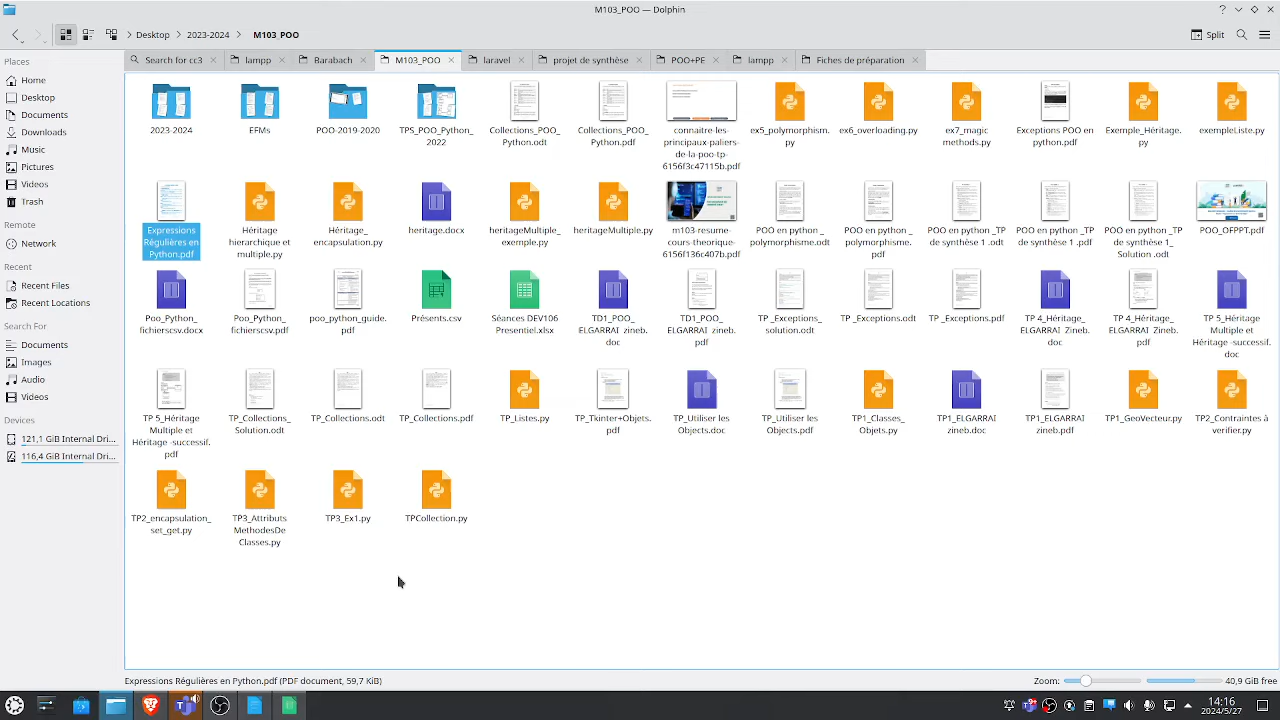 M103_POO — Dolphin
Desktop 2023-2024 M103_POO Split
Places
Home
Desktop
Documents
Downloads
Music
Pictures
Videos
Trash
Remote
Network
Recent
Recent Files
Recent Locations
Search For
Documents
Images
Audio
Videos
Devices
121,1 GiB Internal Dri...
116,4 GiB Internal Dri...
Search for cc3 lampp Barabach M103_POO laravel projet de synthèse POO+PE lampp Fiches de préparation
2023-2024
EFMs
POO-2019-2020
TPS_POO_Python_
2022
Collections_POO_
Python.odt
Collections_POO_
Python.pdf
connaitre-les-
principaux-paliers-
de-la-poo-tp-
6156f3c47115b.pdf
ex5_polymorphism.
py
ex6_overloading.py
ex7_magic
methods.py
Exceptions POO en
python.pdf
Exemple_Héritage.
py
exempleListe.py
Expressions
Régulières en
Python.pdf
Héritage
hierarchique et
multiple.py
Héritage_
encapsulation.py
heritage.docx
heritageMultiple_
exemple.py
heritageMultiple.py
m103-resume-
cours-theorique-
6156f136c407b.pdf
POO en python _
polymorphisme.odt
POO en python _
polymorphisme.
pdf
POO en python _TP
de synthèse 1 .odt
POO en python _TP
de synthèse 1 .pdf
POO en python _TP
de synthèse 1_
Solution .odt
POO_OFPPT.pdf
Poo_Python_
fichierscsv.docx
Poo_Python_
fichierscsv.pdf
poo_python_guide.
pdf
Présents.csv
Séances DEV106
Presentiel.xlsx
TD1_POO_
ELGARRAI zineb.
doc
TD1_POO_
ELGARRAI zineb.
pdf
TP _Exceptions_
solution.odt
TP _Exceptions.odt
TP _Exceptions.pdf
TP 4_Héritage_
ELGARRAI Zineb.
doc
TP 4_Héritage_
ELGARRAI Zineb.
pdf
TP 5_Héritage
Multiple et
Héritage -successif.
doc
TP 5_Héritage
Multiple et
Héritage -successif.
pdf
TP_Collections_
Solution.odt
TP_Collections.odt
TP_Collections.pdf
TP_Listes.py
TP_Tkinter+Objets.
pdf
TP_Utiliser les
Objects.doc
TP_Utiliser les
Objects.pdf
TP1_Classes_
Objets.py
TP1_ELGARRAI
zineb.doc
TP1_ELGARRAI
zineb.pdf
TP1_GeoVecteur.py
TP2_Contraintes à
verifier.py
TP2_encapsulation_
set_get.py
TP3_Attributs
MethodesDe
Classes.py
TP3_Ex1.py
TPCollection.py
Expressions Régulières en Python.pdf (PDF document, 59,7 KiB) Zoom: 40,9 GiB free
14:16
2024/5/27